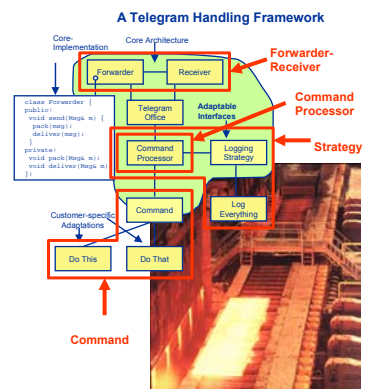 A Telegram Handling Framework
Core-
Implementation
Core Architecture
Forwarder-
Receiver
Forwarder
Receiver
class Forwarder {
public:
void send(Msg& m) {
pack(msg);
deliver(msg);
}
private:
void pack(Msg& m)
void deliver(Msg& m)
};
Telegram
Office
Adaptable
Interfaces
Command
Processor
Command
Processor
Logging
Strategy
Strategy
Command
Log
Everything
Customer-specific
Adaptations
Do This
Do That
Command